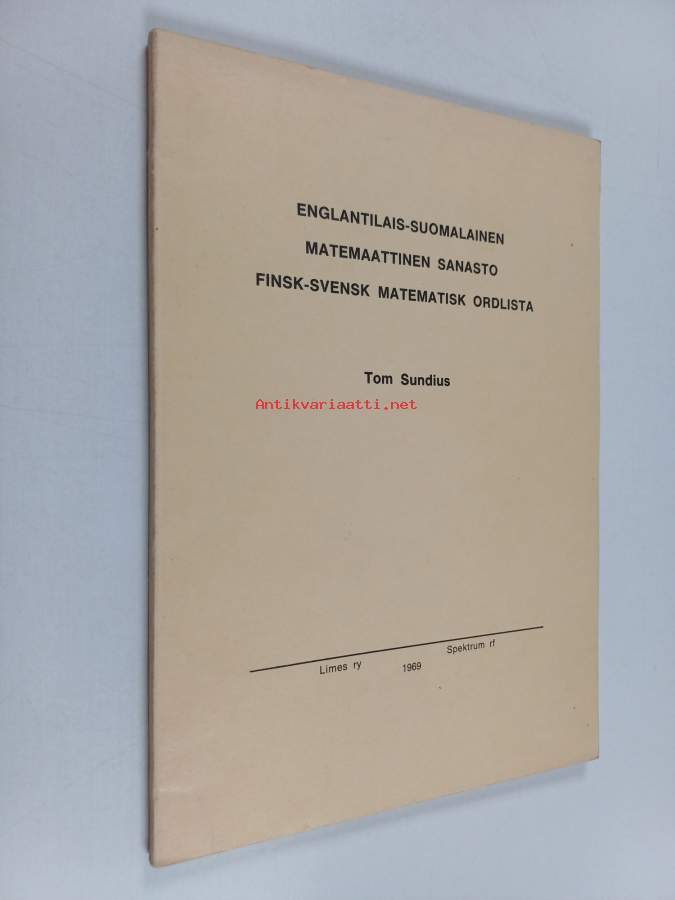 ENGLANTILAIS-SUOMALAINEN
MATEMAATTINEN SANASTO
FINSK-SVENSK MATEMATISK ORDLISTA
Tom Sundius
Antikvariaatti.net
Limes ry 1969 Spektrum rf